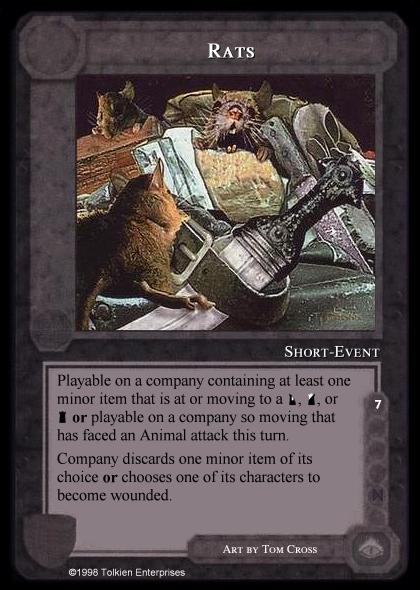 RATS
SHORT-EVENT
Playable on a company containing at least one
minor item that is at or moving to a , , or
or playable on a company so moving that
has faced an Animal attack this turn.
Company discards one minor item of its
choice or chooses one of its characters to
become wounded.
7
ART BY TOM CROSS
©1998 Tolkien Enterprises